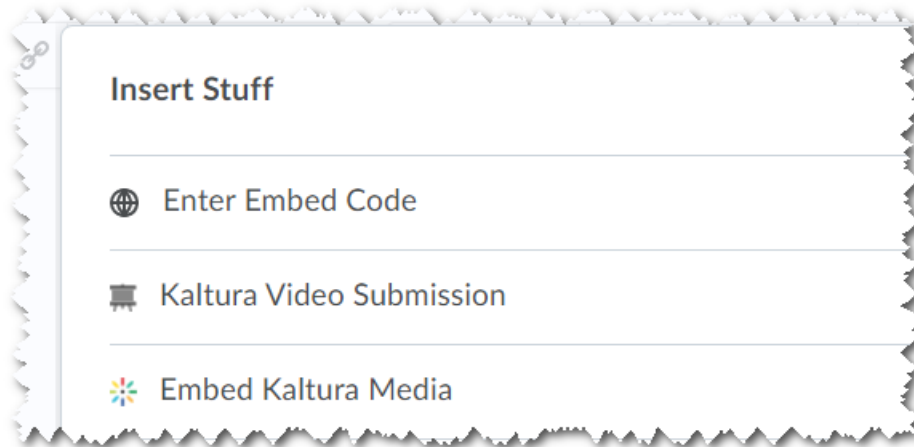 Insert Stuff
Enter Embed Code
Kaltura Video Submission
Embed Kaltura Media